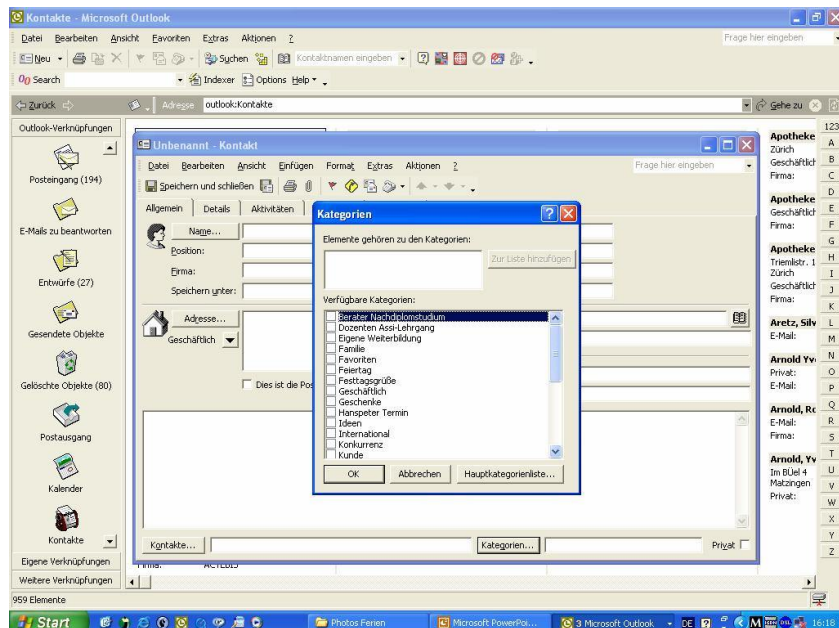 Kontakte - Microsoft Outlook
Datei Bearbeiten Ansicht Favoriten Extras Aktionen ?
Frage hier eingeben
Neu
Suchen
Kontaktnamen eingeben
Search
Indexer
Options Help
Zurück
Adresse
outlook:Kontakte
Gehe zu
Outlook-Verknüpfungen
Posteingang (194)
E-Mails zu beantworten
Entwürfe (27)
Gesendete Objekte
Gelöschte Objekte (80)
Postausgang
Kalender
Kontakte
Eigene Verknüpfungen
Weitere Verknüpfungen
959 Elemente
Unbenannt - Kontakt
Datei Bearbeiten Ansicht Einfügen Format Extras Aktionen ?
Frage hier eingeben
Speichern und schließen
Allgemein
Details
Aktivitäten
Name...
Position:
Firma:
Speichern unter:
Adresse...
Geschäftlich
Dies ist die Pos
Kontakte...
Kategorien...
Privat
Firma:
Kategorien
Elemente gehören zu den Kategorien:
Zur Liste hinzufügen
Verfügbare Kategorien:
Berater Nachdiplomstudium
Dozenten Assi-Lehrgang
Eigene Weiterbildung
Familie
Favoriten
Feiertag
Festtagsgrüße
Geschäftlich
Geschenke
Hanspeter Termin
Ideen
International
Konkurrenz
Kunde
OK
Abbrechen
Hauptkategorienliste...
Apotheke
Zürich
Geschäftlich
Firma:
Apotheke
Geschäftlich
Firma:
Apotheke
Triemlistr. 1
Zürich
Geschäftlich
Firma:
Aretz, Silv
E-Mail:
Arnold Yv
Privat:
E-Mail:
Arnold, Ro
E-Mail:
Firma:
Arnold, Yv
Im Büel 4
Matzingen
Privat:
123
A
B
C
D
E
F
G
H
I
J
K
L
M
N
O
P
Q
R
S
T
U
V
W
X
Y
Z
Start
Photos Ferien
Microsoft PowerPoi...
3 Microsoft Outlook
DE
16:18